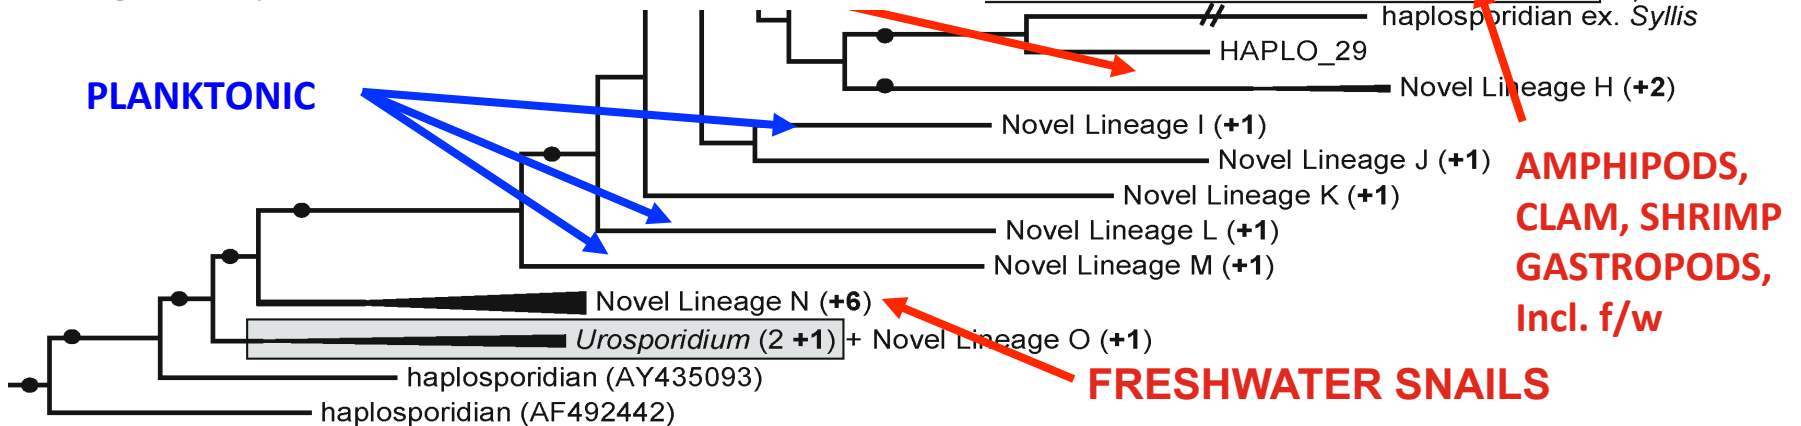 haplosporidian ex. Syllis
HAPLO_29
PLANKTONIC
Novel Lineage H (+2)
Novel Lineage I (+1)
Novel Lineage J (+1)
Novel Lineage K (+1)
Novel Lineage L (+1)
Novel Lineage M (+1)
Novel Lineage N (+6)
Urosporidium (2 +1) + Novel Lineage O (+1)
haplosporidian (AY435093)
haplosporidian (AF492442)
AMPHIPODS,
CLAM, SHRIMP
GASTROPODS,
Incl. f/w
FRESHWATER SNAILS